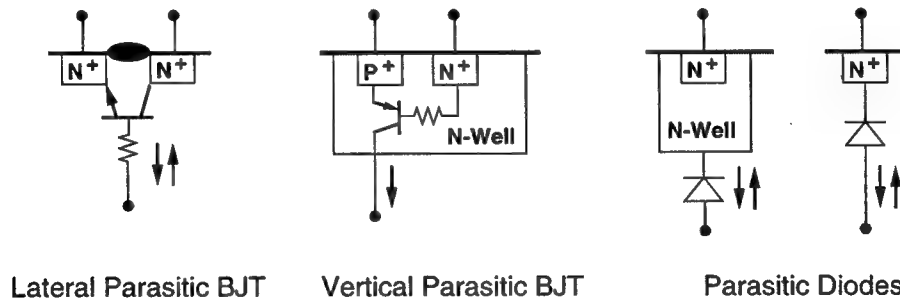 N+ N+
P+ N+
N-Well
N+
N-Well
N+
Lateral Parasitic BJT
Vertical Parasitic BJT
Parasitic Diodes